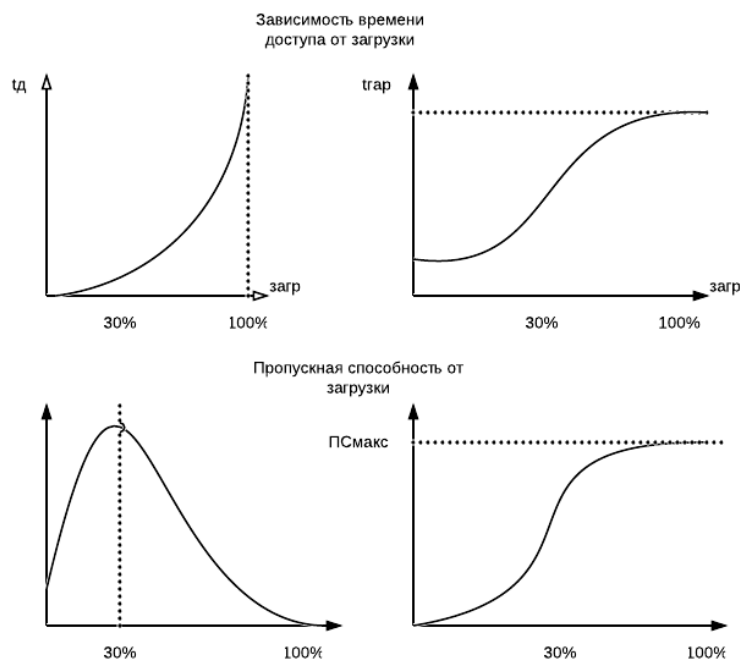 Зависимость времени
доступа от загрузки
tд
tгар
загр
загр
30%
100%
30%
100%
Пропускная способность от
загрузки
ПСмакс
30%
100%
30%
100%